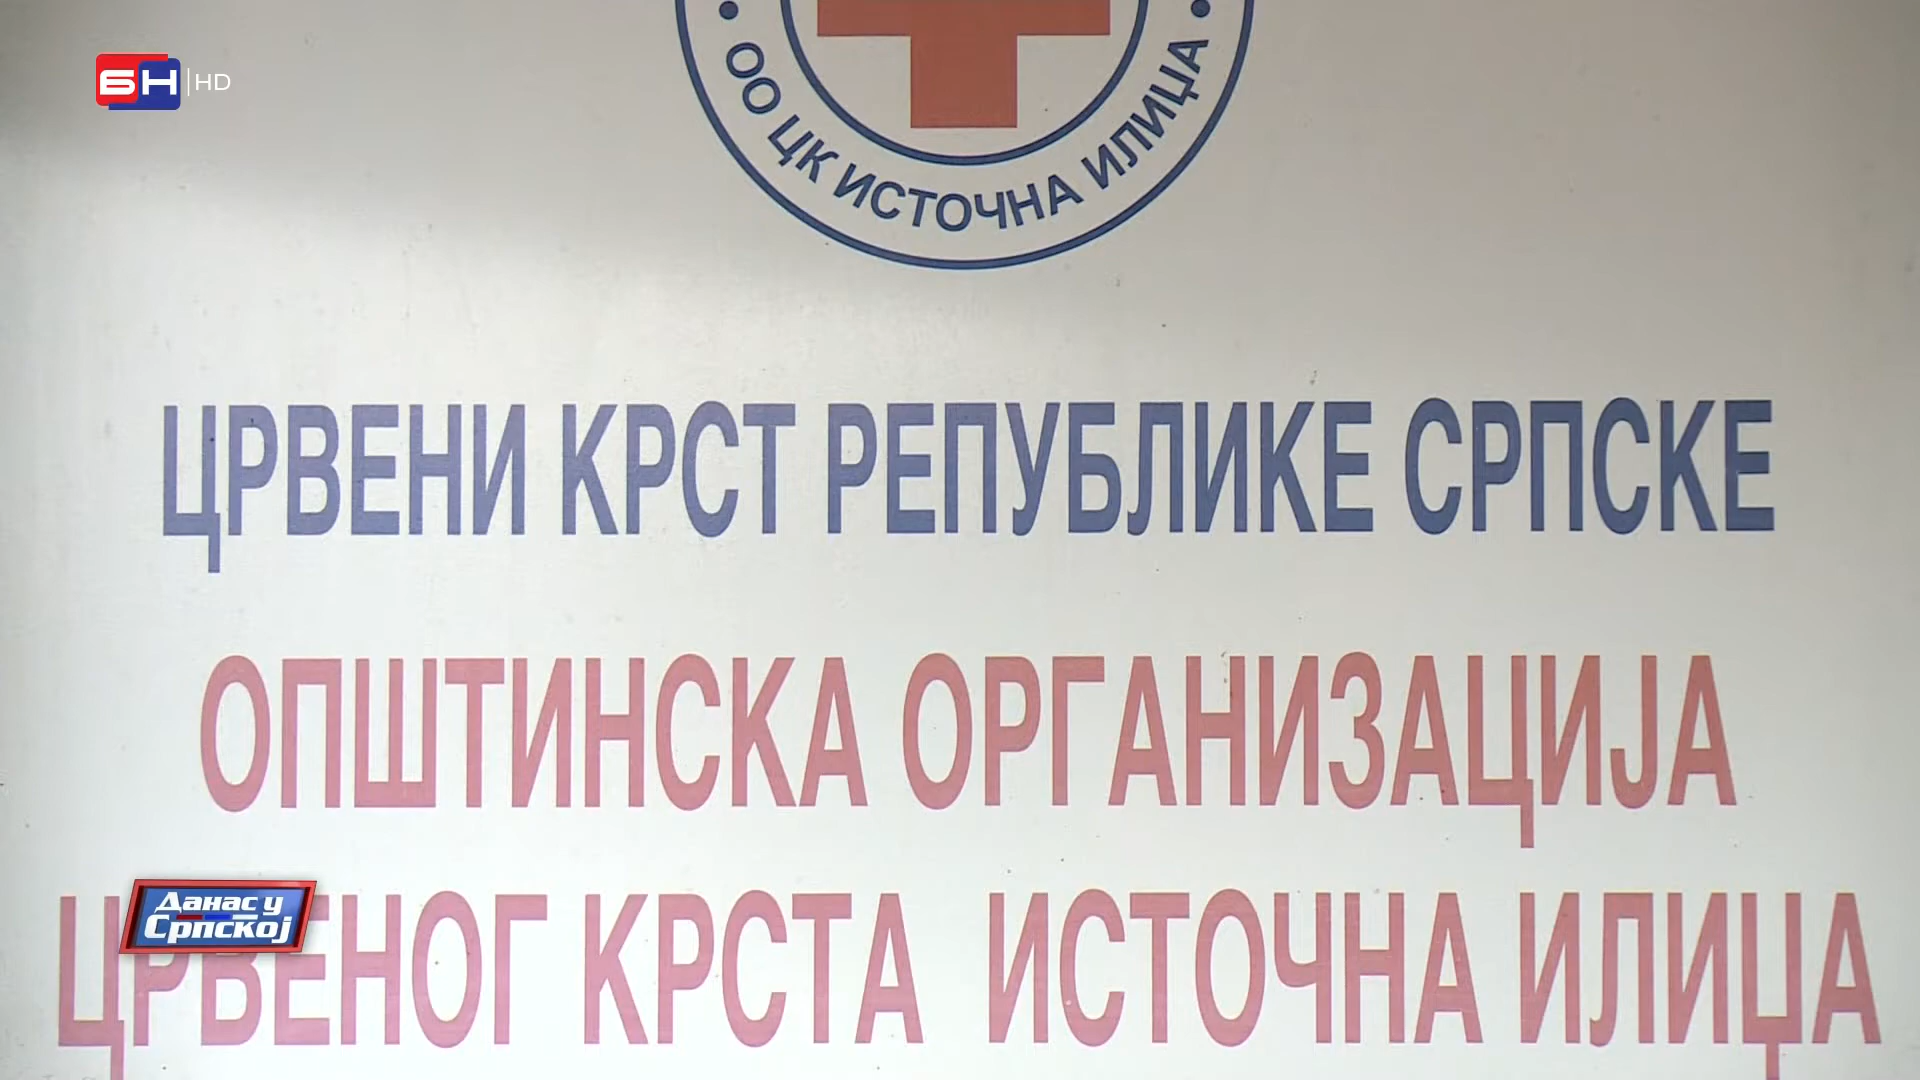 БН HD
• ОО ЦК ИСТОЧНА ИЛИЏА •
ЦРВЕНИ КРСТ РЕПУБЛИКЕ СРПСКЕ
ОПШТИНСКА ОРГАНИЗАЦИЈА
ЦРВЕНОГ КРСТА ИСТОЧНА ИЛИЏА
Данас у
Српској